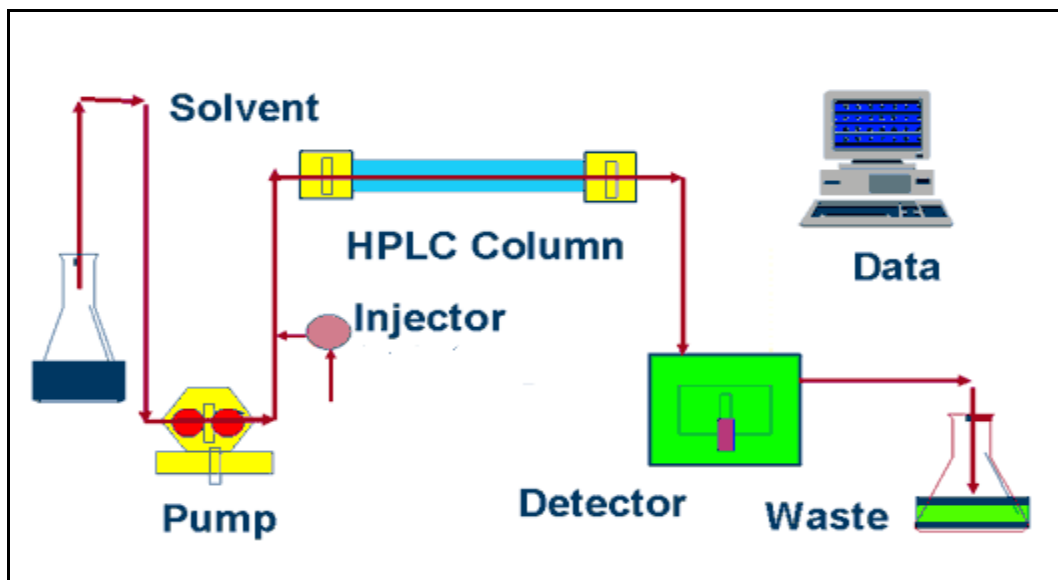 Solvent
HPLC Column
Data
Injector
Pump
Detector
Waste